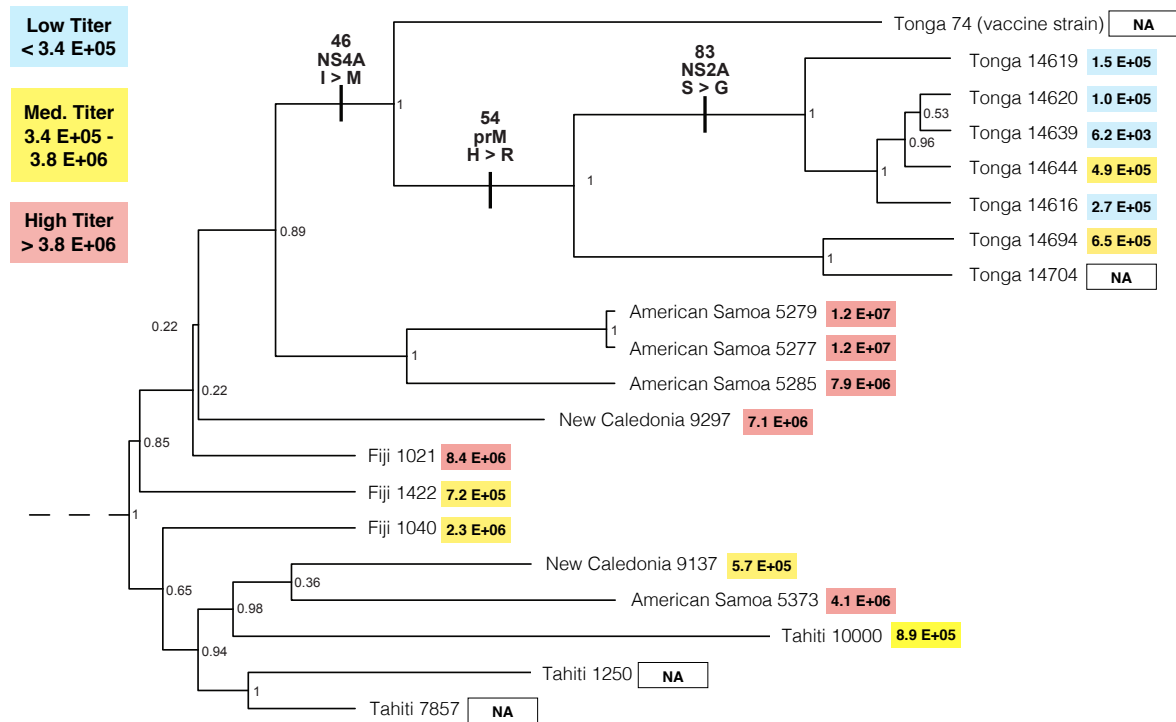 Low Titer
< 3.4 E+05
Med. Titer
3.4 E+05 -
3.8 E+06
High Titer
> 3.8 E+06
46
NS4A
I > M
54
prM
H > R
83
NS2A
S > G
Tonga 74 (vaccine strain) NA
Tonga 14619 1.5 E+05
Tonga 14620 1.0 E+05
Tonga 14639 6.2 E+03
Tonga 14644 4.9 E+05
Tonga 14616 2.7 E+05
Tonga 14694 6.5 E+05
Tonga 14704 NA
American Samoa 5279 1.2 E+07
American Samoa 5277 1.2 E+07
American Samoa 5285 7.9 E+06
New Caledonia 9297 7.1 E+06
Fiji 1021 8.4 E+06
Fiji 1422 7.2 E+05
Fiji 1040 2.3 E+06
New Caledonia 9137 5.7 E+05
American Samoa 5373 4.1 E+06
Tahiti 10000 8.9 E+05
Tahiti 1250 NA
Tahiti 7857 NA
1
1
0.53
0.96
1
1
1
0.89
0.22
1
1
0.22
0.85
1
0.65
0.36
0.98
0.94
1